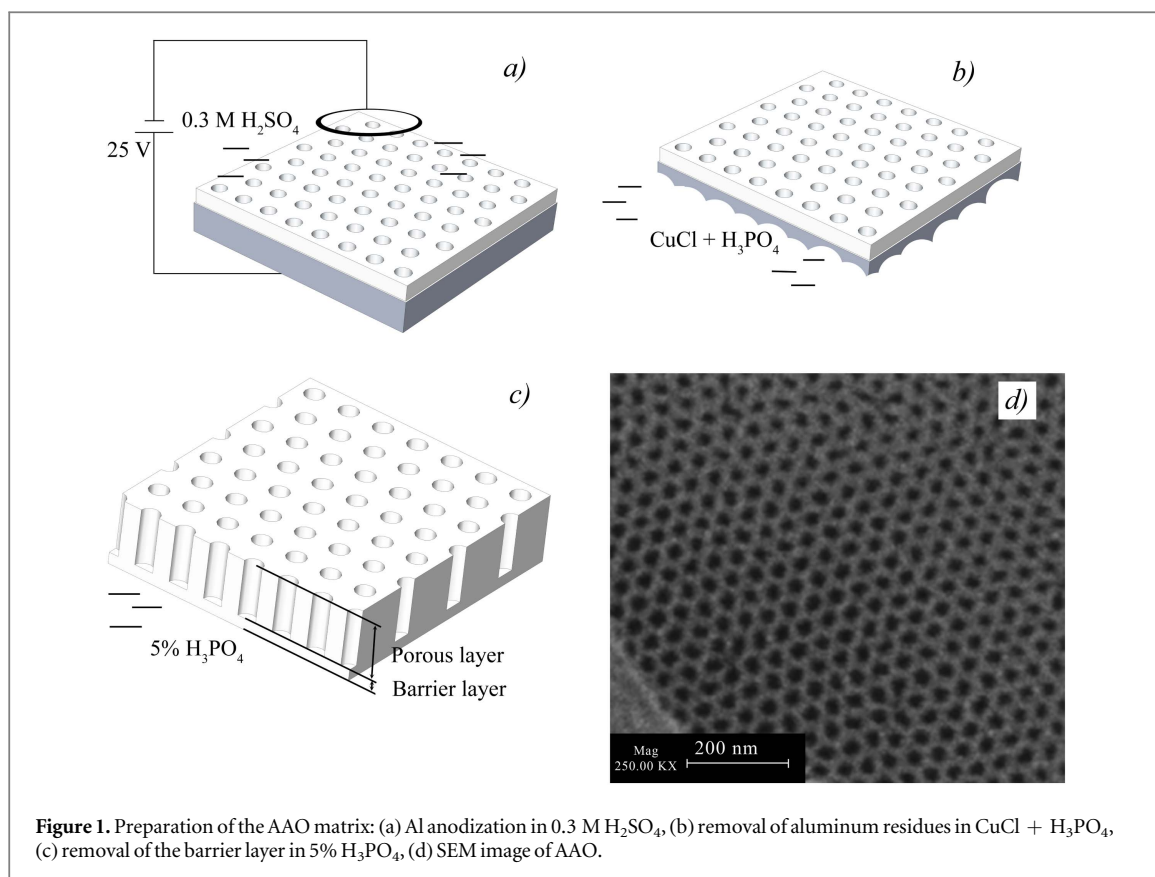 a)
0.3 M H₂SO₄
25 V
b)
CuCl + H₃PO₄
c)
5% H₃PO₄
Porous layer
Barrier layer
d)
Mag
250.00 KX
200 nm
Figure 1. Preparation of the AAO matrix: (a) Al anodization in 0.3 M H₂SO₄, (b) removal of aluminum residues in CuCl + H₃PO₄,
(c) removal of the barrier layer in 5% H₃PO₄, (d) SEM image of AAO.